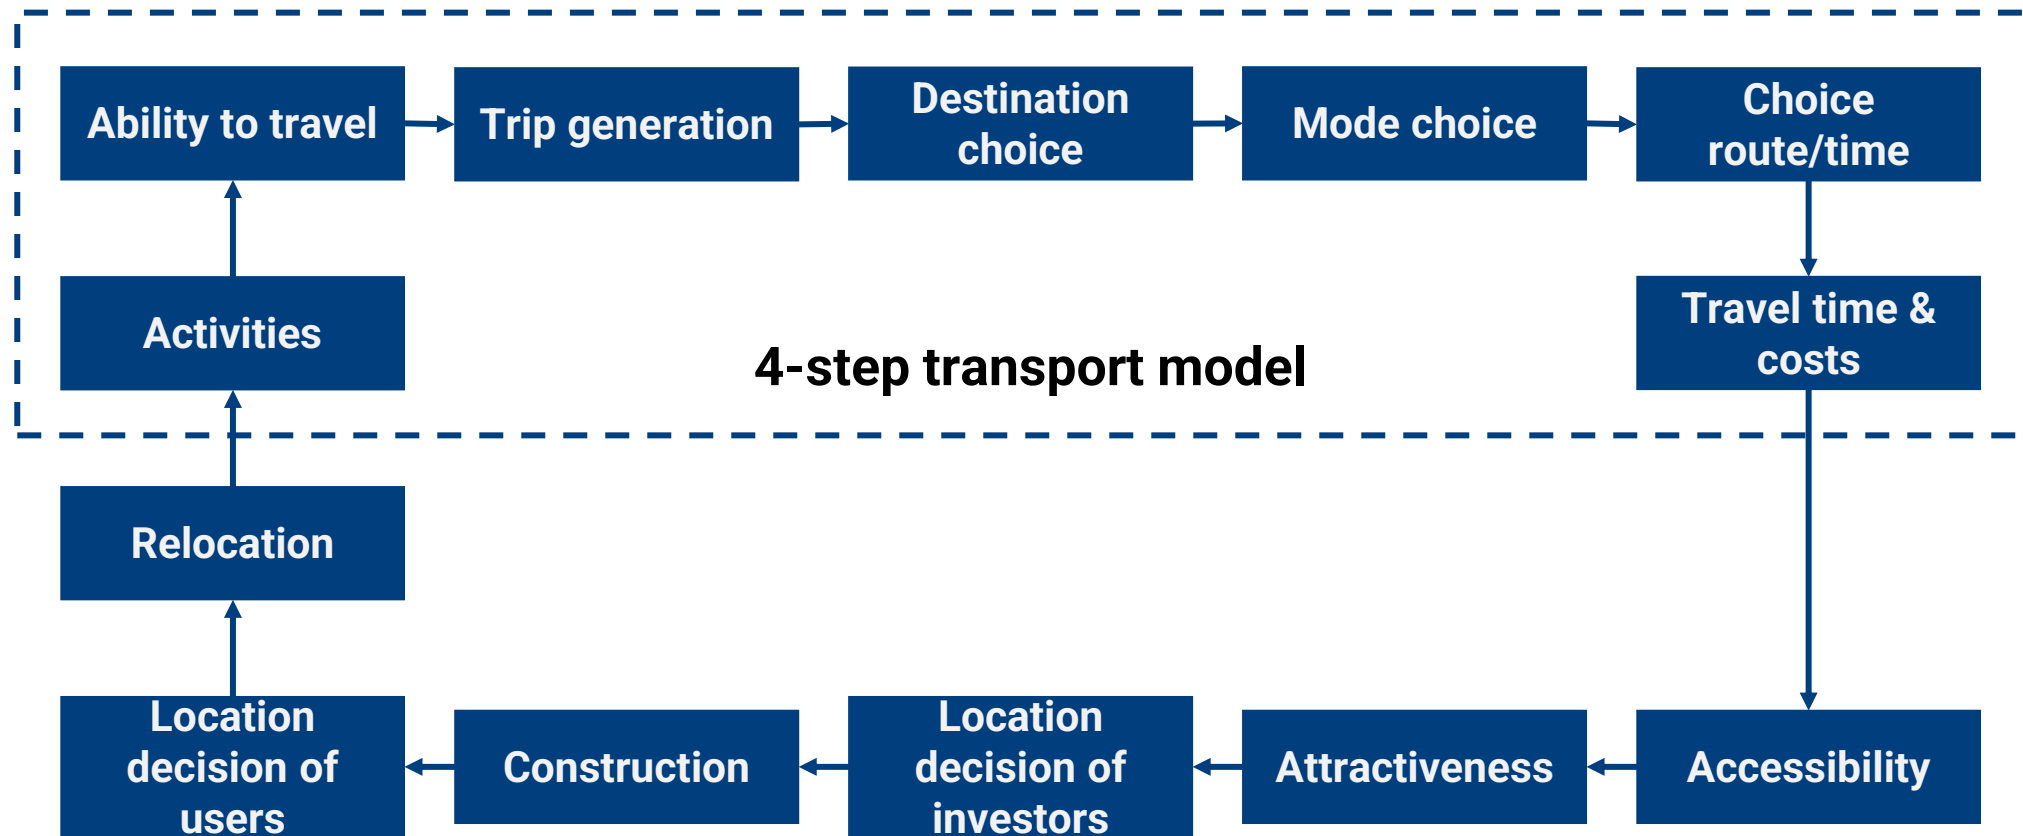 Ability to travel
Trip generation
Destination
choice
Mode choice
Choice
route/time
Activities
Travel time &
costs
4-step transport model
Relocation
Location
decision of
users
Construction
Location
decision of
investors
Attractiveness
Accessibility